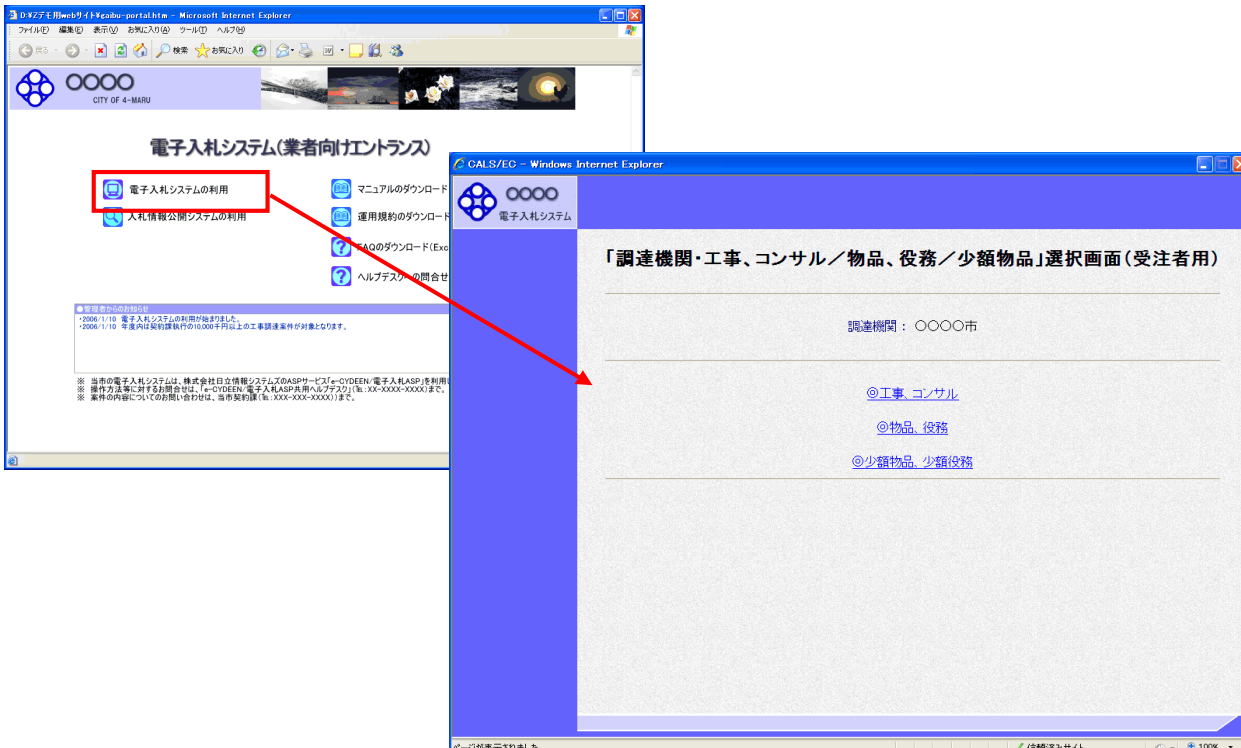 D:¥Zデモ用webサイト¥gaibu-portal.htm - Microsoft Internet Explorer
ファイル(F) 編集(E) 表示(V) お気に入り(A) ツール(T) ヘルプ(H)
戻る 検索 お気に入り
○○○○
CITY OF 4-MARU
電子入札システム(業者向けエントランス)
電子入札システムの利用
入札情報公開システムの利用
マニュアルのダウンロード
運用規約のダウンロード
FAQのダウンロード(Exc
ヘルプデスクへの問合せ
●管理者からのお知らせ
・2006/1/10 電子入札システムの利用が始まりました。
・2006/1/10 年度内は契約課執行の10,000千円以上の工事調達案件が対象となります。
※ 当市の電子入札システムは、株式会社日立情報システムズのASPサービス「e-CYDEEN/電子入札ASP」を利用
※ 操作方法等に対するお問合せは、「e-CYDEEN/電子入札ASP共用ヘルプデスク」(℡:XX-XXXX-XXXX)まで。
※ 案件の内容についてのお問い合わせは、当市契約課(℡:XXX-XXX-XXXX))まで。
CALS/EC - Windows Internet Explorer
○○○○
電子入札システム
「調達機関・工事、コンサル／物品、役務／少額物品」選択画面(受注者用)
調達機関： ○○○○市
◎工事、コンサル
◎物品、役務
◎少額物品、少額役務
ページが表示されました
信頼済みサイト
100%